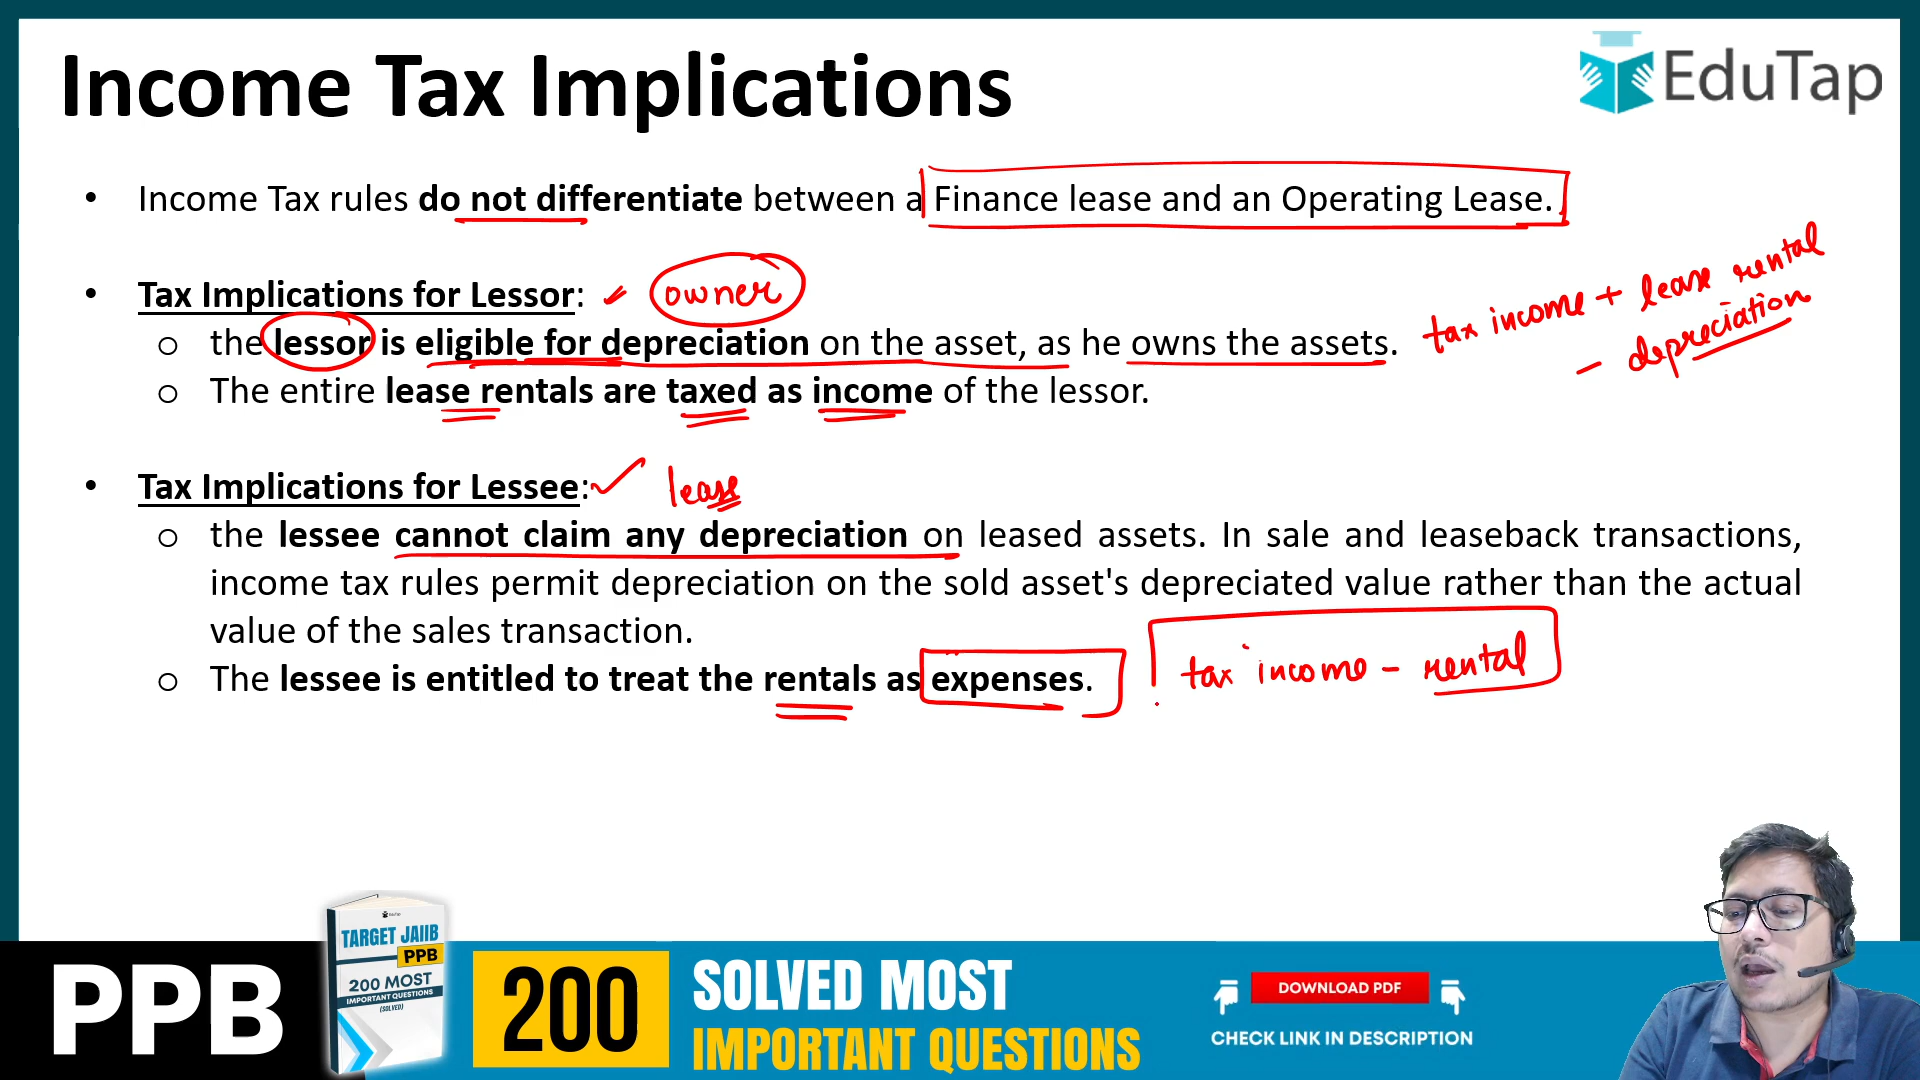 Income Tax Implications
EduTap
• Income Tax rules do not differentiate between a Finance lease and an Operating Lease.
• Tax Implications for Lessor: owner
o the lessor is eligible for depreciation on the asset, as he owns the assets.
tax income + lease rental
- depreciation
o The entire lease rentals are taxed as income of the lessor.
• Tax Implications for Lessee: lease
o the lessee cannot claim any depreciation on leased assets. In sale and leaseback transactions,
income tax rules permit depreciation on the sold asset's depreciated value rather than the actual
value of the sales transaction.
o The lessee is entitled to treat the rentals as expenses.
tax income - rental
PPB
TARGET JAIIB
PPB
200 MOST
IMPORTANT QUESTIONS
(SOLVED)
200
SOLVED MOST
IMPORTANT QUESTIONS
DOWNLOAD PDF
CHECK LINK IN DESCRIPTION